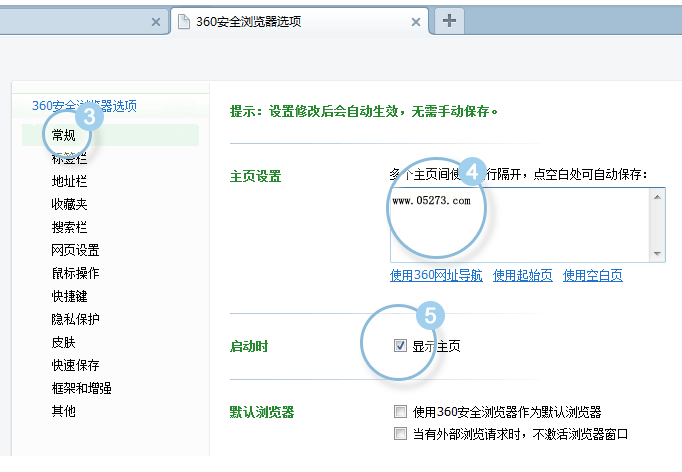 360安全浏览器选项
360安全浏览器选项
3
常规
标签栏
地址栏
收藏夹
搜索栏
网页设置
鼠标操作
快捷键
隐私保护
皮肤
快速保存
框架和增强
其他
提示：设置修改后会自动生效，无需手动保存。
主页设置
多个主页间使 行隔开，点空白处可自动保存：
4
www.05273.com
使用360网址导航 使用起始页 使用空白页
5
启动时
显示主页
默认浏览器
使用360安全浏览器作为默认浏览器
当有外部浏览请求时，不激活浏览器窗口